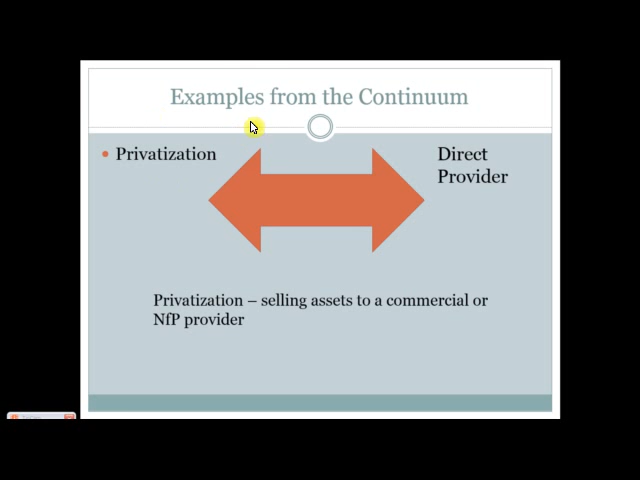 Examples from the Continuum
• Privatization
Direct
Provider
Privatization – selling assets to a commercial or
NfP provider